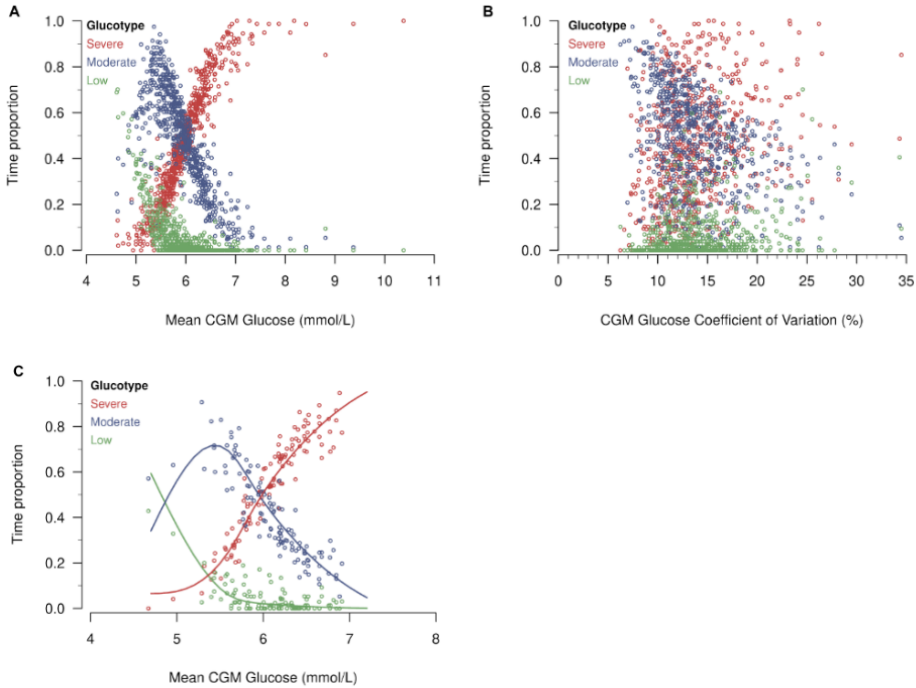 A
Glucotype
Severe
Moderate
Low
Time proportion
1.0
0.8
0.6
0.4
0.2
0.0
4 5 6 7 8 9 10 11
Mean CGM Glucose (mmol/L)
B
Glucotype
Severe
Moderate
Low
Time proportion
1.0
0.8
0.6
0.4
0.2
0.0
0 5 10 15 20 25 30 35
CGM Glucose Coefficient of Variation (%)
C
Glucotype
Severe
Moderate
Low
Time proportion
1.0
0.8
0.6
0.4
0.2
0.0
4 5 6 7 8
Mean CGM Glucose (mmol/L)